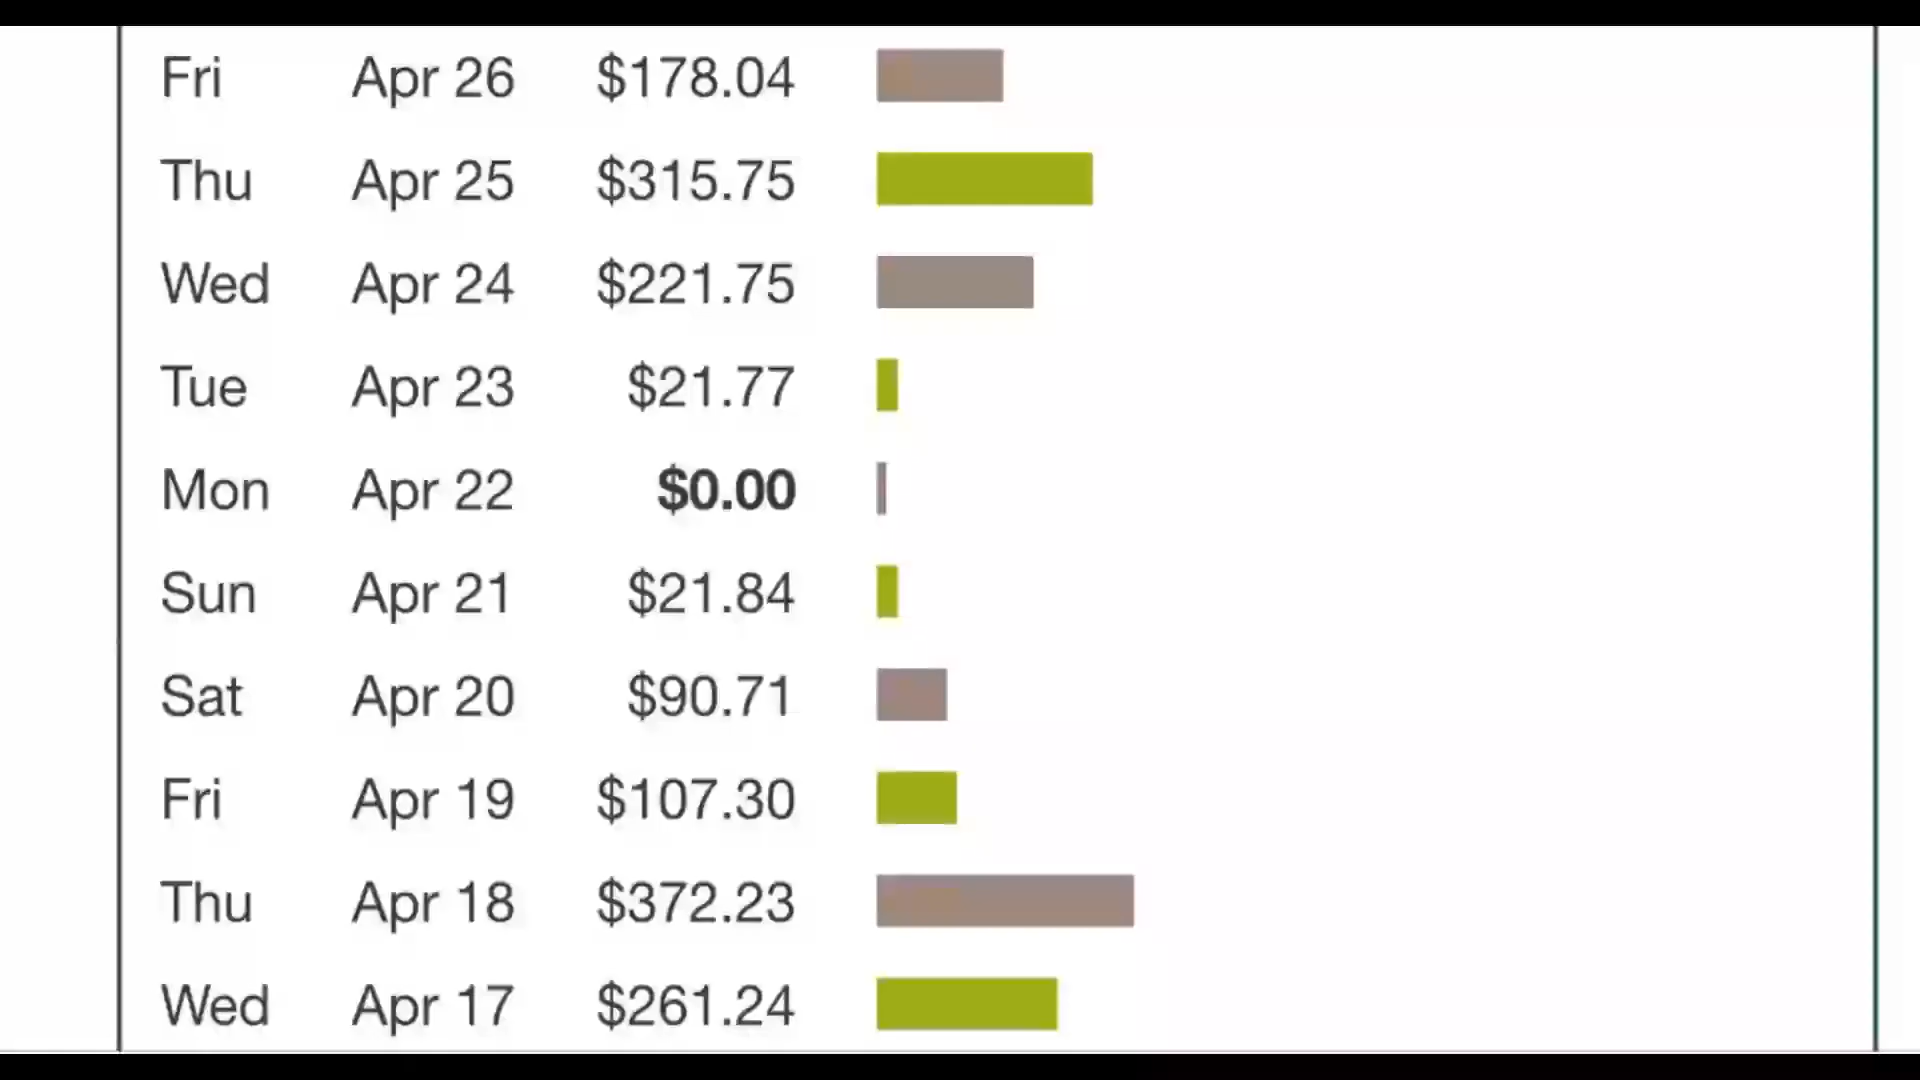 Fri Apr 26 $178.04
Thu Apr 25 $315.75
Wed Apr 24 $221.75
Tue Apr 23 $21.77
Mon Apr 22 $0.00
Sun Apr 21 $21.84
Sat Apr 20 $90.71
Fri Apr 19 $107.30
Thu Apr 18 $372.23
Wed Apr 17 $261.24